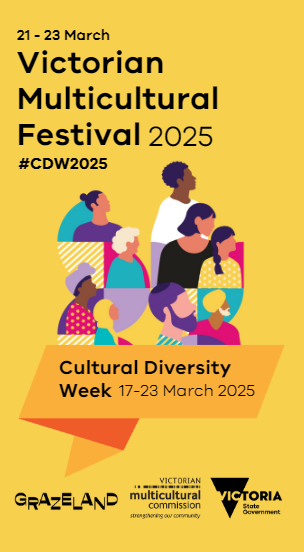 21 - 23 March
Victorian
Multicultural
Festival 2025
#CDW2025
Cultural Diversity
Week 17-23 March 2025
GRAZELAND
VICTORIAN
multicultural
commission
strengthening our community
VICTORIA
State
Government